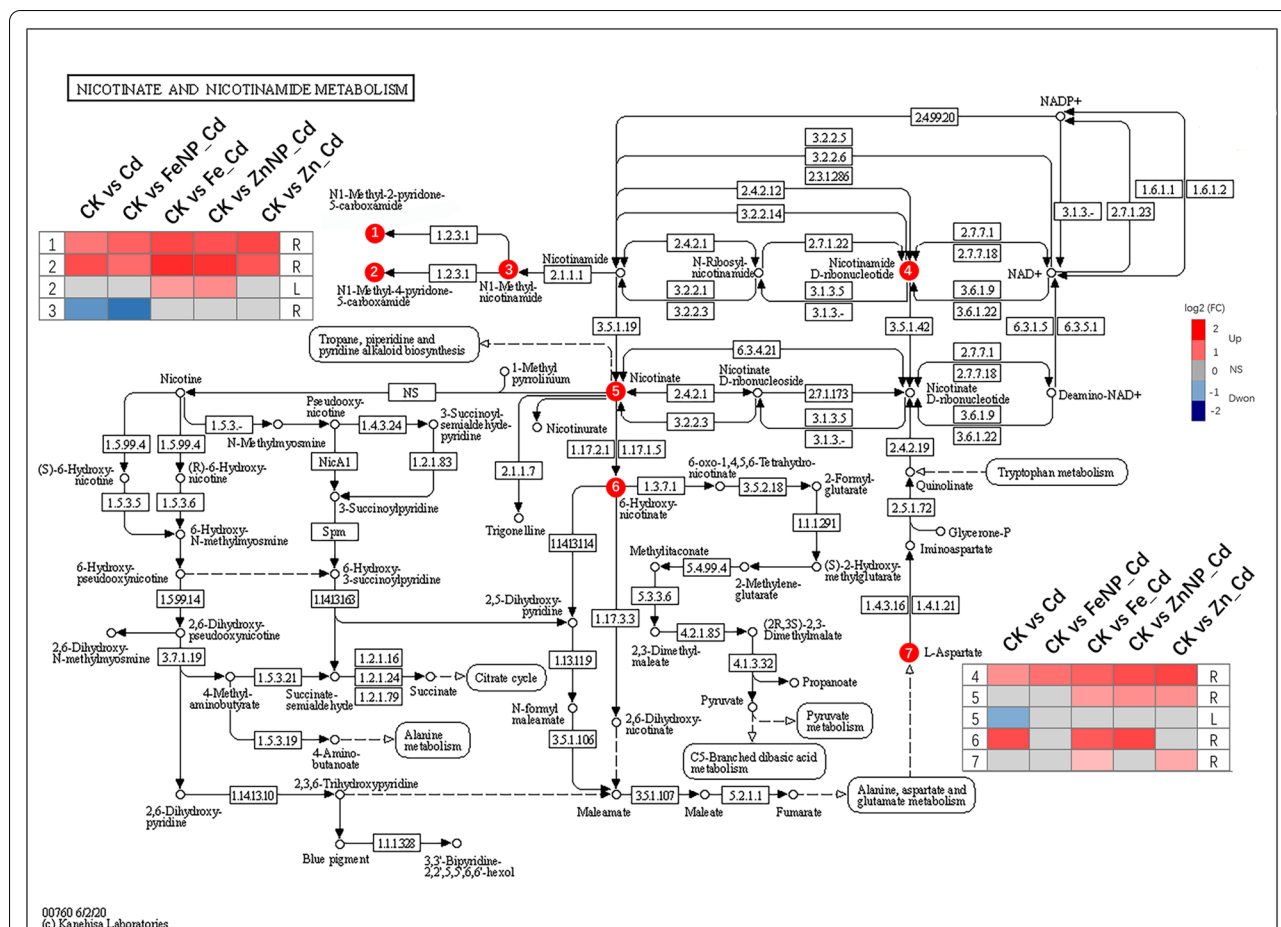 NICOTINATE AND NICOTINAMIDE METABOLISM
CK vs Cd
CK vs FeNP_Cd
CK vs Fe_Cd
CK vs ZnNP_Cd
CK vs Zn_Cd
1 R
2 R
2 L
3 R
NADP+
2.4.99.20
3.2.2.5
3.2.2.6
2.3.1.286
2.4.2.12
3.2.2.14
1.6.1.1
1.6.1.2
3.1.3.-
2.7.1.23
N1-Methyl-2-pyridone-
5-carboxamide
1
1.2.3.1
2
1.2.3.1
3
N1-Methyl-4-pyridone-
5-carboxamide
N1-Methyl-
nicotinamide
2.1.1.1
Nicotinamide
2.4.2.1
N-Ribosyl-
nicotinamide
2.7.1.22
Nicotinamide
D-ribonucleotide
4
2.7.7.1
2.7.7.18
NAD+
3.2.2.1
3.2.2.3
3.1.3.5
3.1.3.-
3.6.1.9
3.6.1.22
3.5.1.19
3.5.1.42
6.3.1.5
6.3.5.1
log2 (FC)
2
1
0
-1
-2
Up
NS
Dwon
Tropane, piperidine and
pyridine alkaloid biosynthesis
6.3.4.21
2.7.7.1
2.7.7.18
1-Methyl
pyrrolinium
Nicotine
NS
5
Nicotinate
2.4.2.1
Nicotinate
D-ribonucleoside
2.7.1.173
Nicotinate
D-ribonucleotide
Deamino-NAD+
3.2.2.3
3.1.3.5
3.1.3.-
3.6.1.9
3.6.1.22
Nicotinurate
1.5.3.-
N-Methylmyosmine
Pseudooxy-
nicotine
1.4.3.24
3-Succinoyl-
semialdehyde-
pyridine
1.5.99.4
1.5.99.4
NicA1
1.2.1.83
2.1.1.7
1.17.2.1
1.17.1.5
2.4.2.19
(S)-6-Hydroxy-
nicotine
(R)-6-Hydroxy-
nicotine
1.5.3.5
1.5.3.6
3-Succinoylpyridine
Trigonelline
6
6-Hydroxy-
nicotinate
1.3.7.1
6-oxo-1,4,5,6-Tetrahydro-
nicotinate
3.5.2.18
2-Formyl-
glutarate
1.1.1.291
Quinolinate
Tryptophan metabolism
2.5.1.72
Glycerone-P
Iminoaspartate
6-Hydroxy-
N-methylmyosmine
Spm
1.14.13.114
Methylitaconate
5.4.99.4
2-Methylene-
glutarate
(S)-2-Hydroxy-
methylglutarate
6-Hydroxy-
pseudooxynicotine
6-Hydroxy-
3-succinoylpyridine
1.5.99.14
1.14.13.163
2,5-Dihydroxy-
pyridine
1.17.3.3
5.3.3.6
1.4.3.16
1.4.1.21
2,6-Dihydroxy-
N-methylmyosmine
2,6-Dihydroxy-
pseudooxynicotine
3.7.1.19
2,3-Dimethyl-
maleate
4.2.1.85
(2R,3S)-2,3-
Dimethylmalate
7
L-Aspartate
1.13.11.9
4.1.3.32
Propanoate
1.5.3.21
4-Methyl-
aminobutyrate
Succinate-
semialdehyde
1.2.1.16
1.2.1.24
1.2.1.79
Succinate
Citrate cycle
N-formyl
maleamate
Pyruvate
Pyruvate
metabolism
1.5.3.19
4-Amino-
butanoate
Alanine
metabolism
3.5.1.106
2,6-Dihydroxy-
nicotinate
C5-Branched dibasic acid
metabolism
CK vs Cd
CK vs FeNP_Cd
CK vs Fe_Cd
CK vs ZnNP_Cd
CK vs Zn_Cd
4 R
5 R
5 L
6 R
7 R
2,6-Dihydroxy-
pyridine
1.14.13.10
2,3,6-Trihydroxypyridine
Maleamate
3.5.1.107
Maleate
5.2.1.1
Fumarate
Alanine, aspartate and
glutamate metabolism
Blue pigment
1.1.1.328
3,3'-Bipyridine-
2,2',5,5',6,6'-hexol
00760 6/2/20
(c) Kanehisa Laboratories